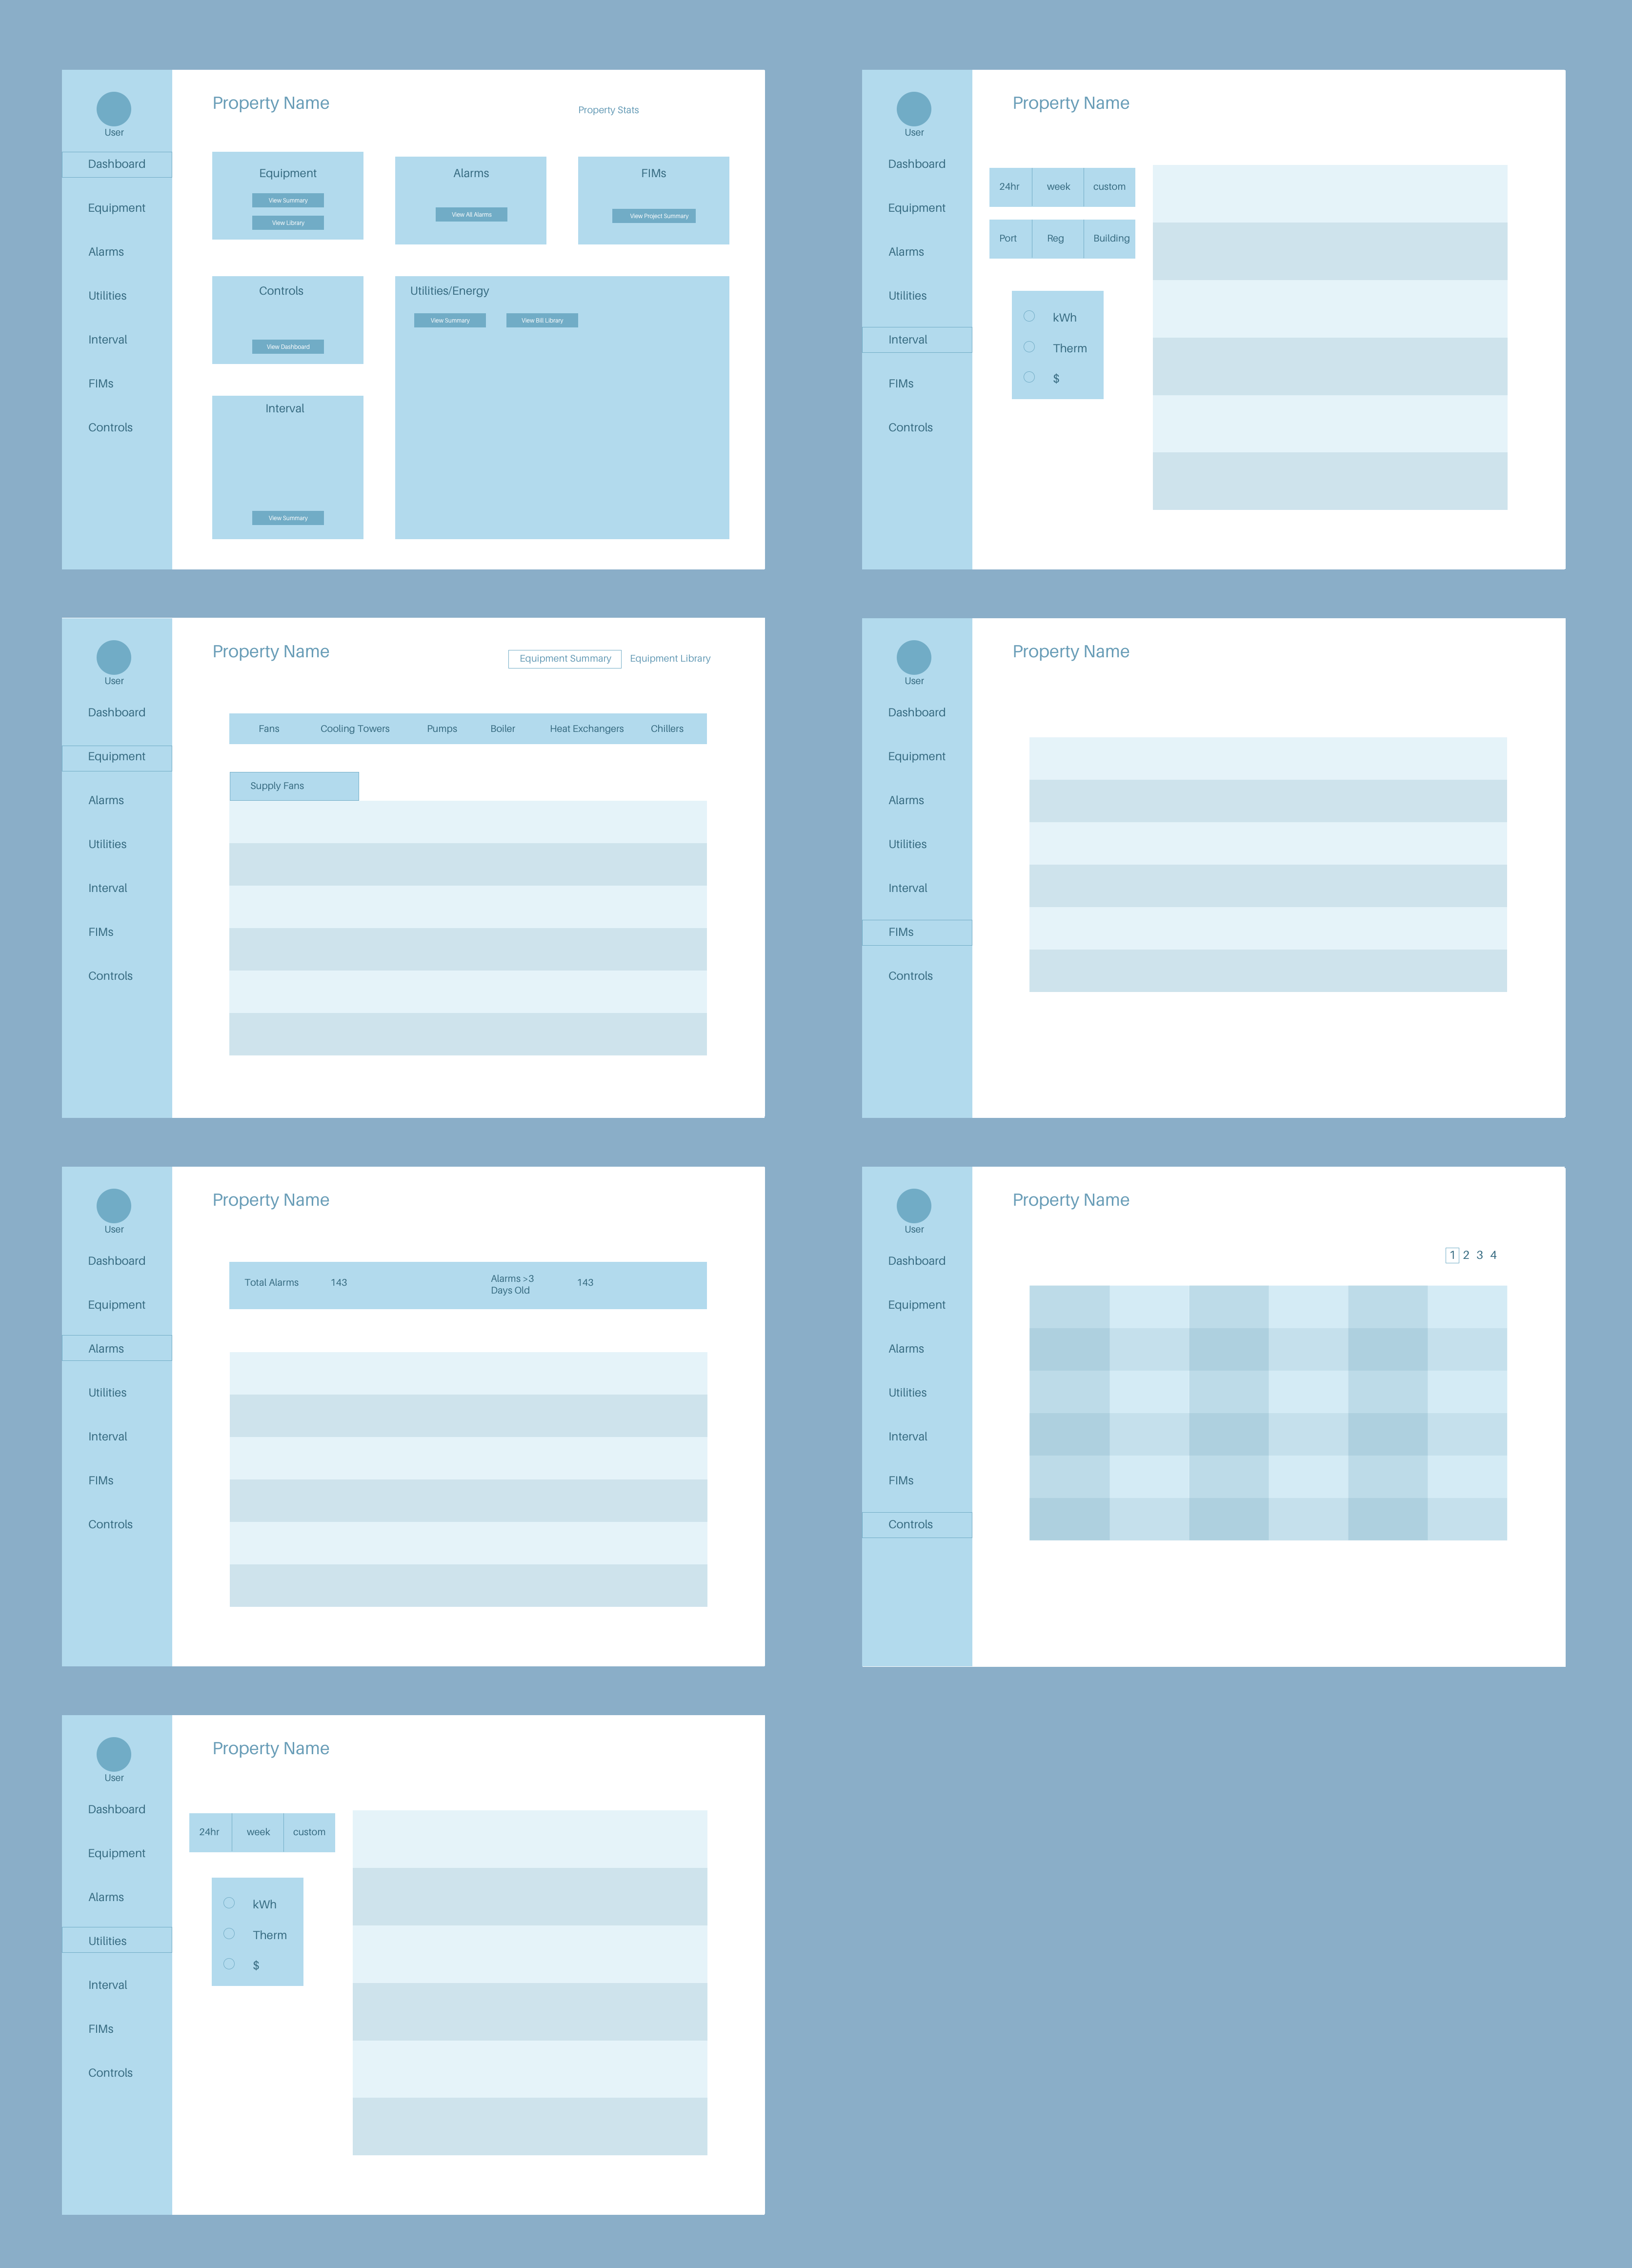 User
Dashboard
Equipment
Alarms
Utilities
Interval
FIMs
Controls
Property Name
Property Stats
Equipment
View Summary
View Library
Alarms
View All Alarms
FIMs
View Project Summary
Controls
View Dashboard
Utilities/Energy
View Summary
View Bill Library
Interval
View Summary
User
Dashboard
Equipment
Alarms
Utilities
Interval
FIMs
Controls
Property Name
24hr week custom
Port Reg Building
kWh
Therm
$
User
Dashboard
Equipment
Alarms
Utilities
Interval
FIMs
Controls
Property Name
Equipment Summary Equipment Library
Fans Cooling Towers Pumps Boiler Heat Exchangers Chillers
Supply Fans
User
Dashboard
Equipment
Alarms
Utilities
Interval
FIMs
Controls
Property Name
User
Dashboard
Equipment
Alarms
Utilities
Interval
FIMs
Controls
Property Name
Total Alarms 143
Alarms >3
Days Old
143
User
Dashboard
Equipment
Alarms
Utilities
Interval
FIMs
Controls
Property Name
1 2 3 4
User
Dashboard
Equipment
Alarms
Utilities
Interval
FIMs
Controls
Property Name
24hr week custom
kWh
Therm
$